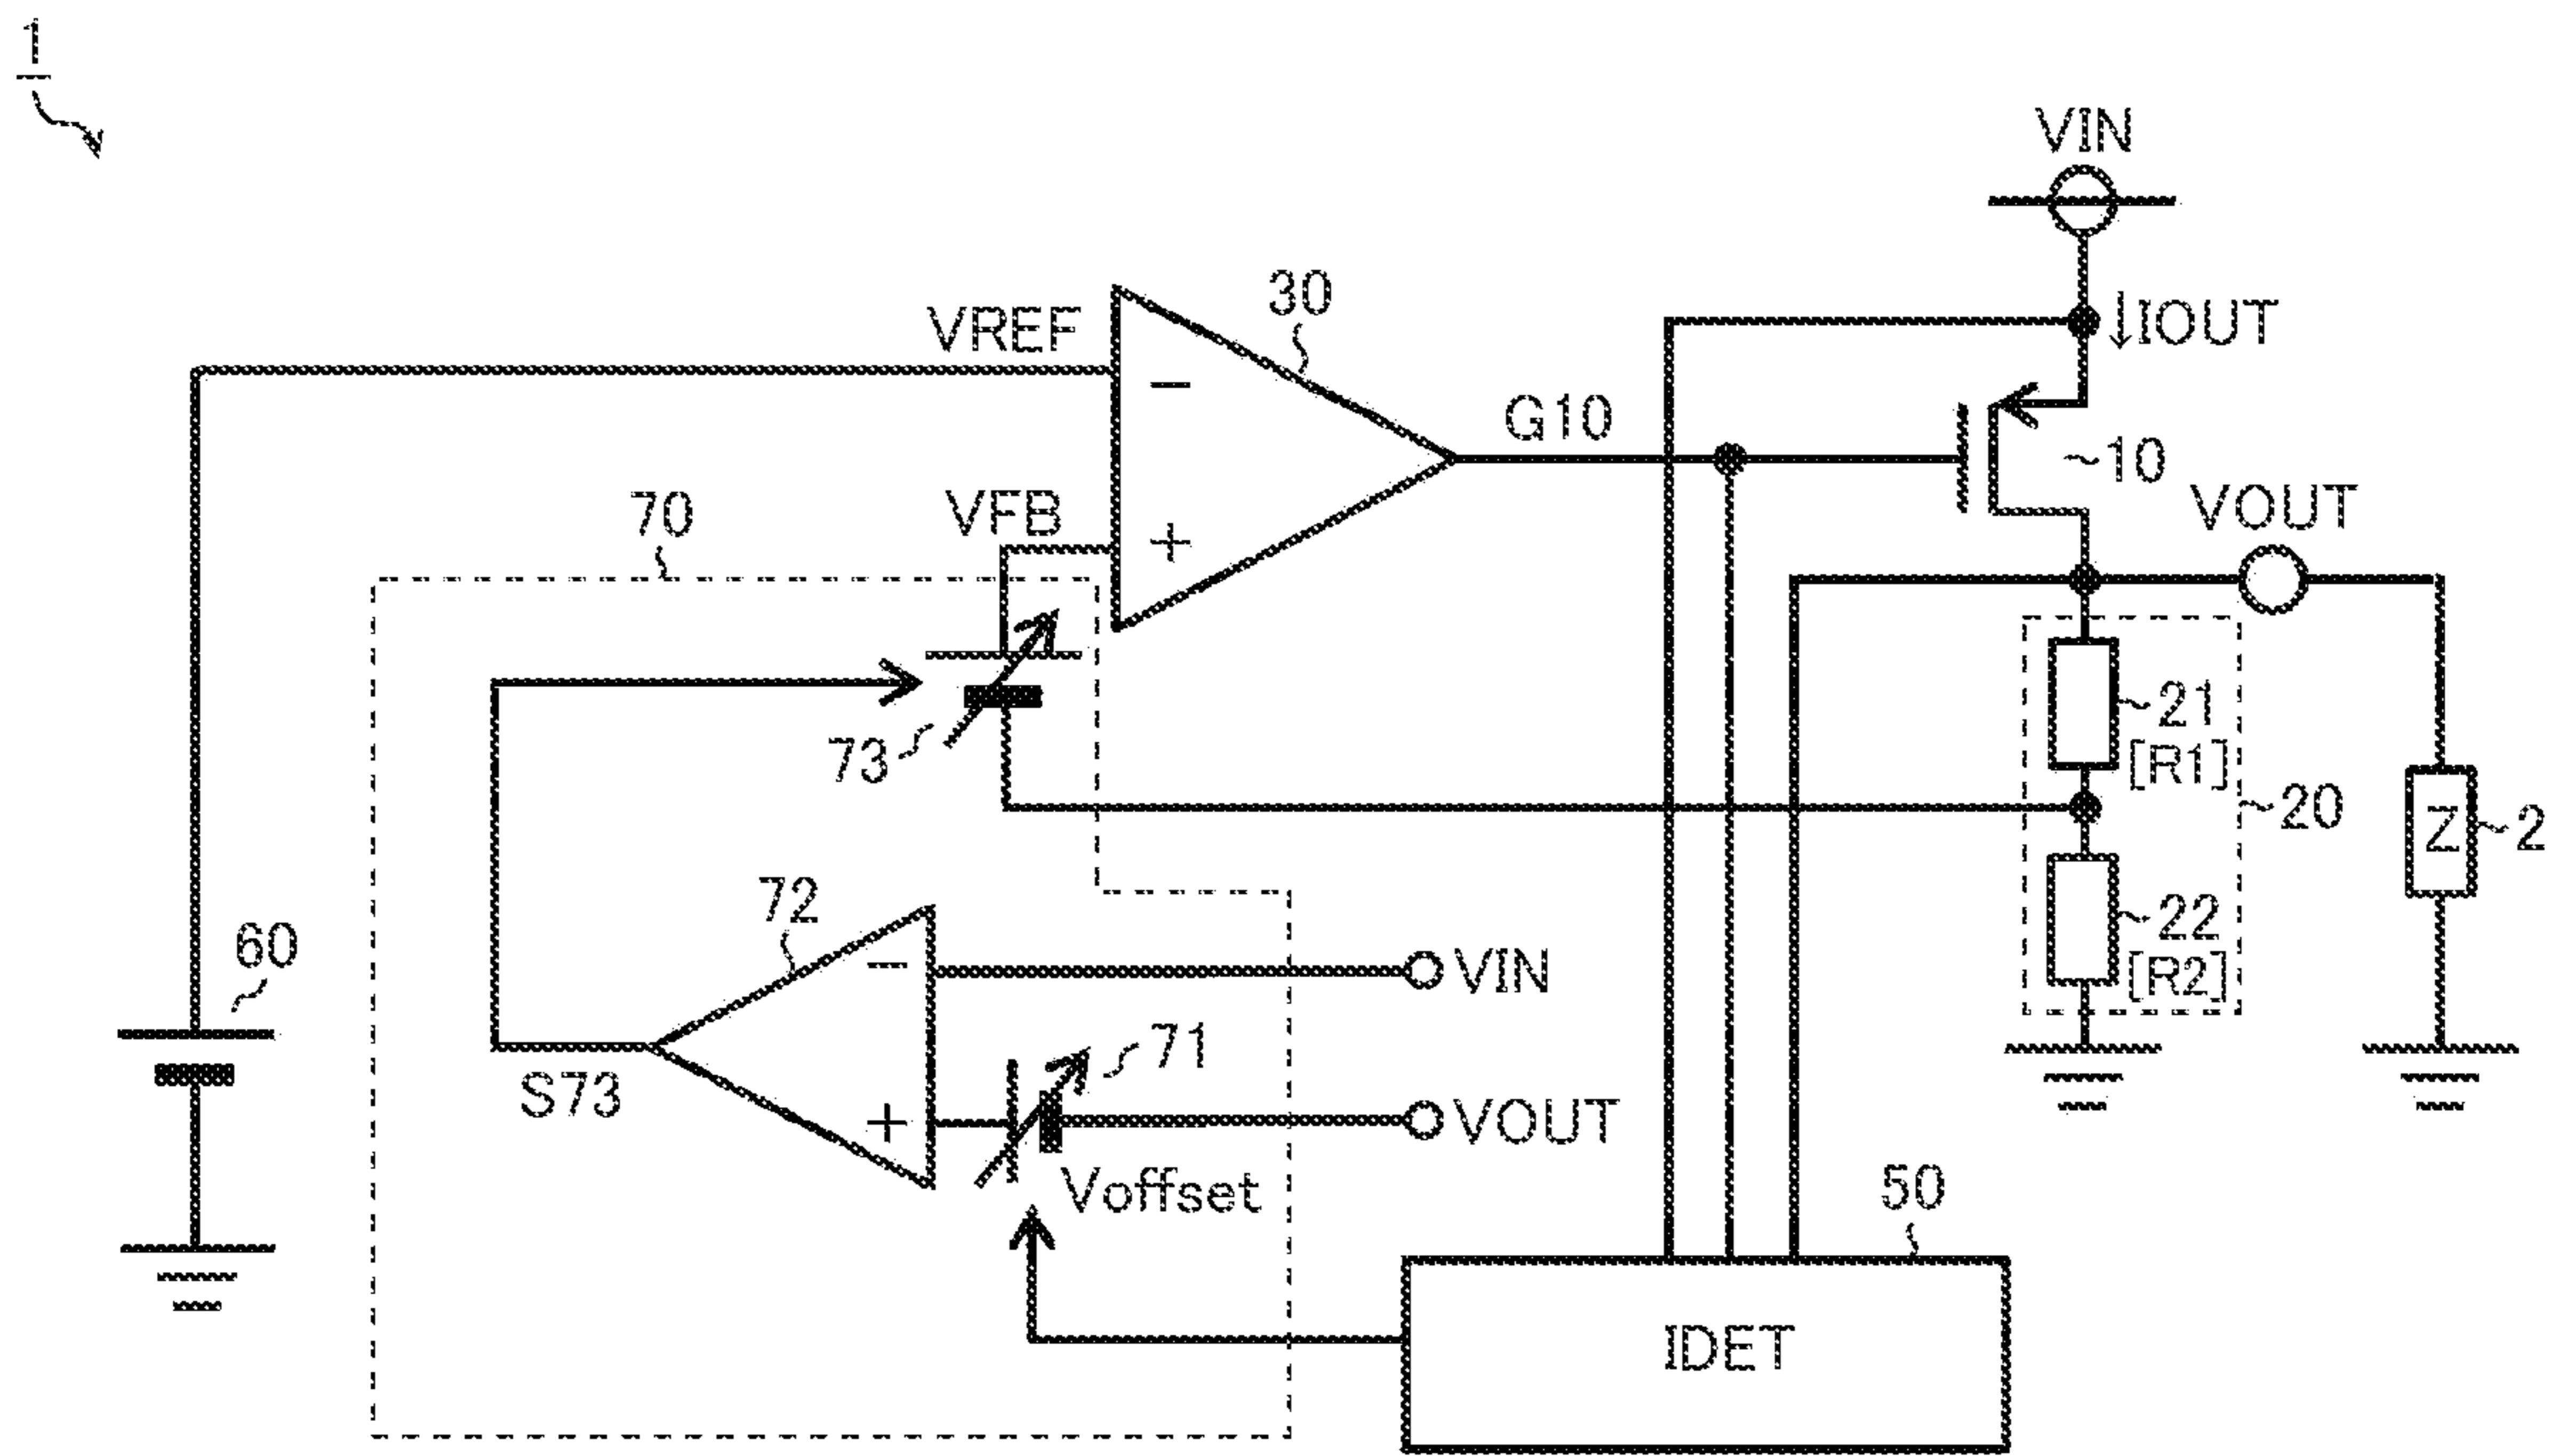 1
VIN
30
VREF
↓IOUT
G10
~10
70
VFB
VOUT
−
+
21
[R1]
73
20
Z
2
72
22
[R2]
60
−
VIN
71
S73
+
VOUT
Voffset
50
IDET